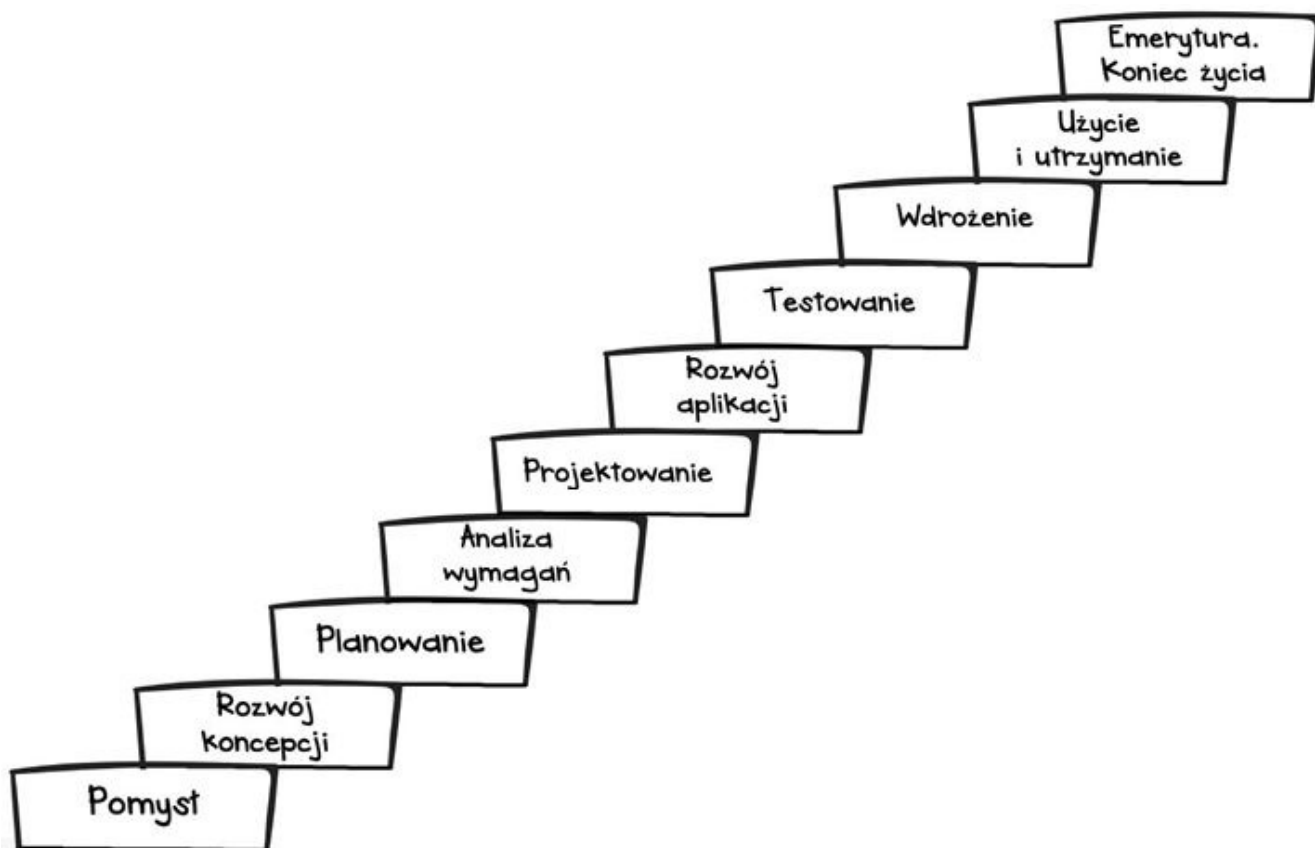 Emerytura.
Koniec życia
Użycie
i utrzymanie
Wdrożenie
Testowanie
Rozwój
aplikacji
Projektowanie
Analiza
wymagań
Planowanie
Rozwój
koncepcji
Pomysł